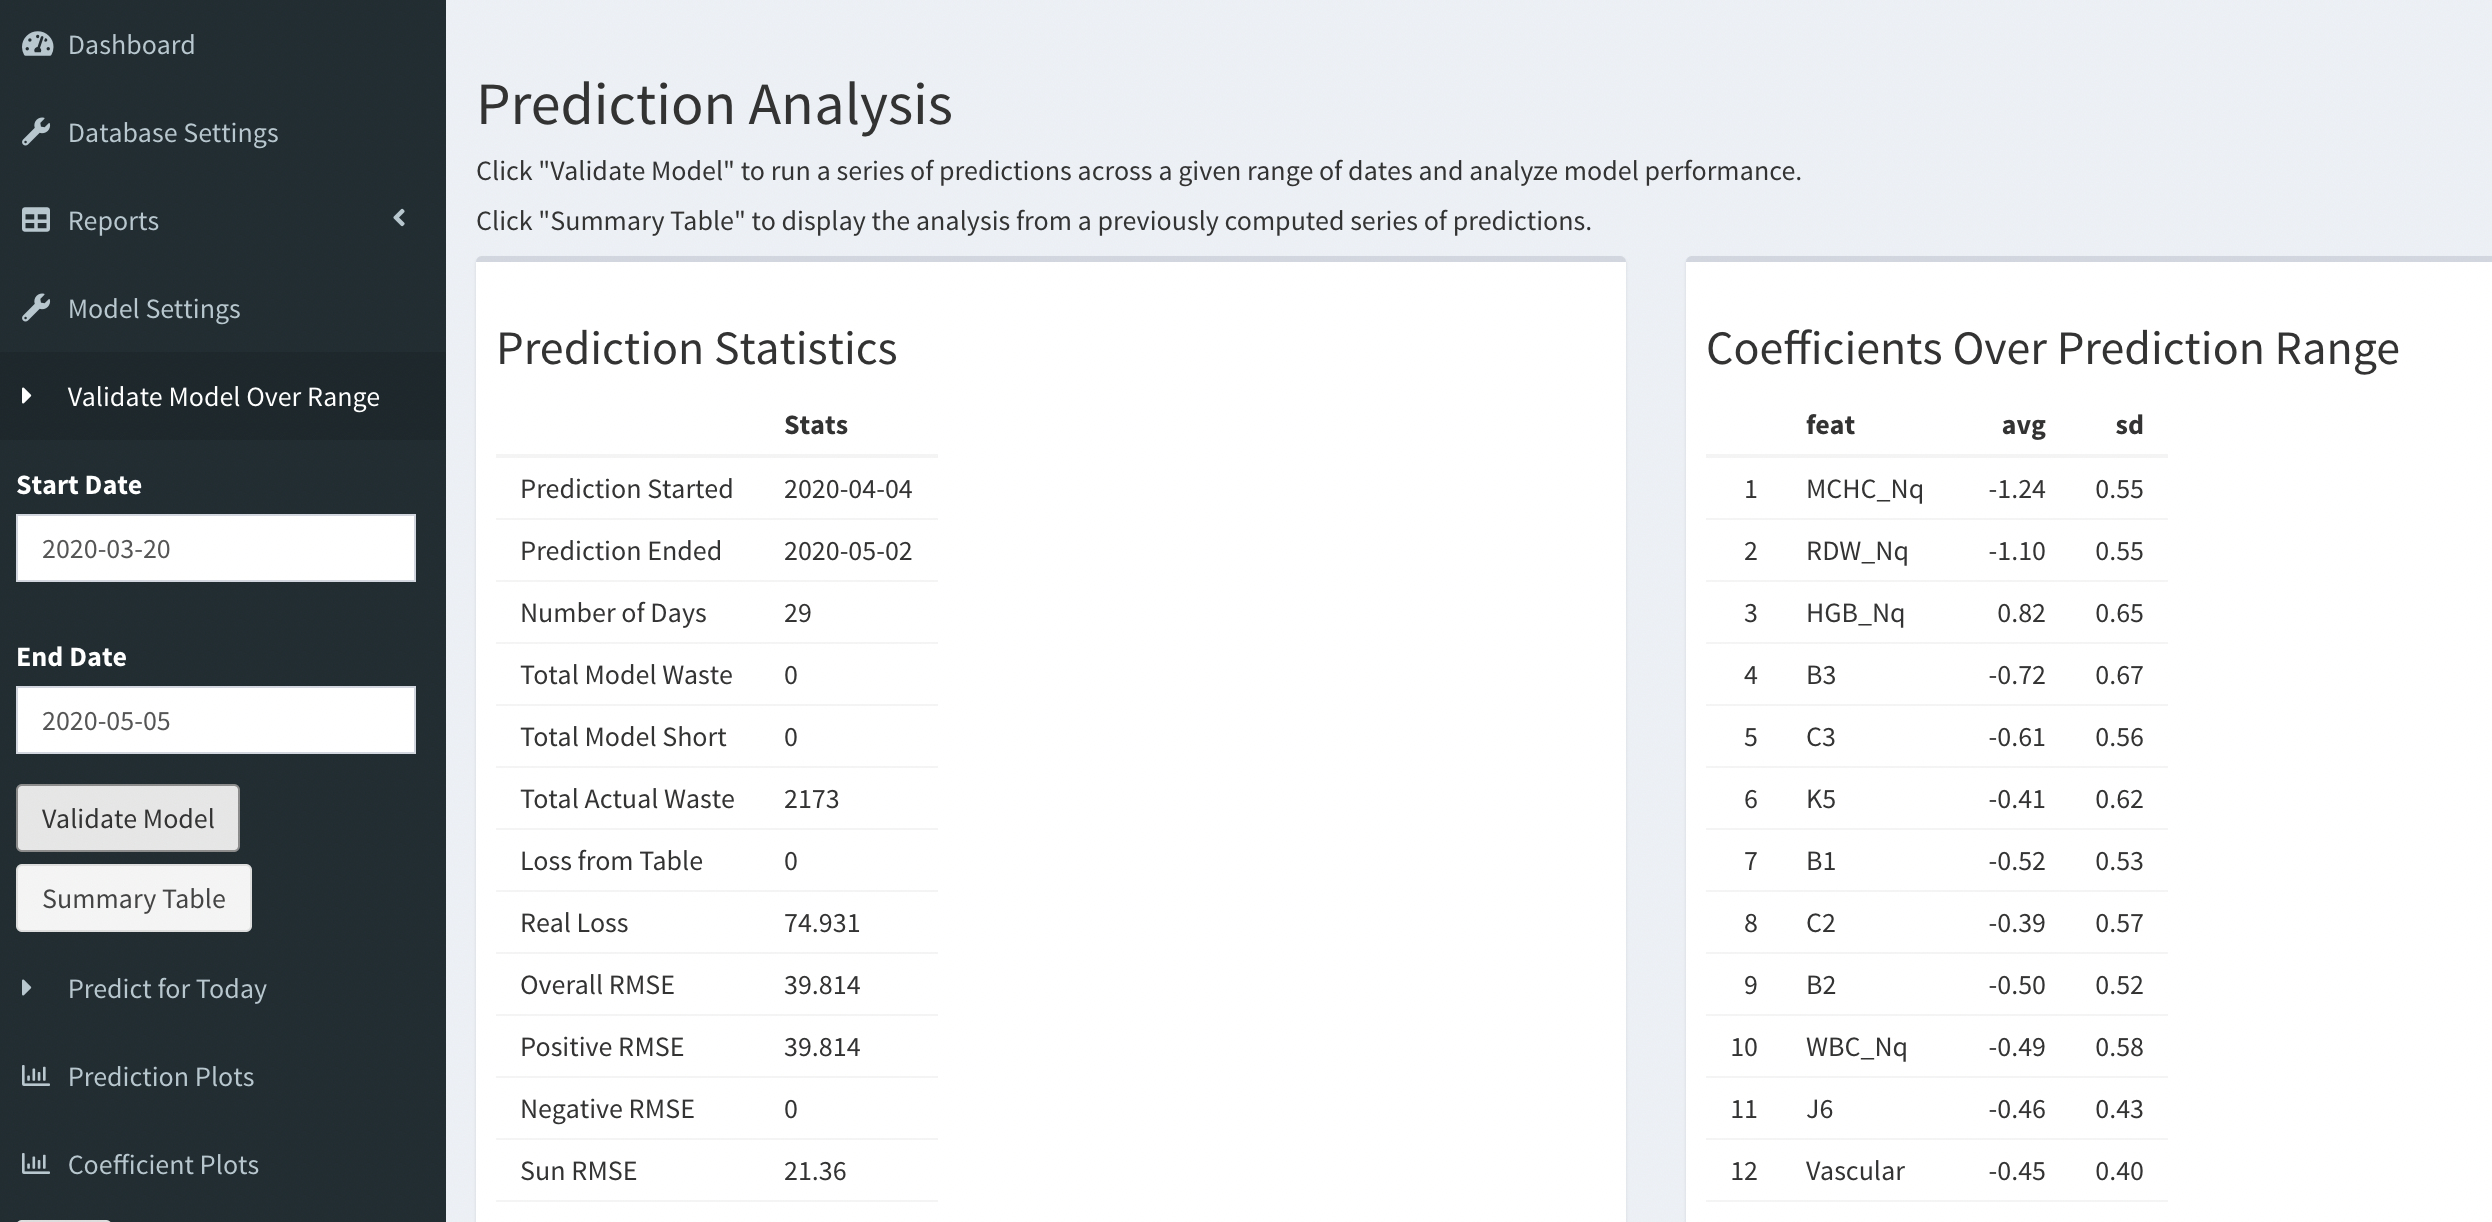 Dashboard
Database Settings
Reports
Model Settings
Validate Model Over Range
Start Date
2020-03-20
End Date
2020-05-05
Validate Model
Summary Table
Predict for Today
Prediction Plots
Coefficient Plots
Prediction Analysis
Click "Validate Model" to run a series of predictions across a given range of dates and analyze model performance.
Click "Summary Table" to display the analysis from a previously computed series of predictions.
Prediction Statistics
Stats
Prediction Started 2020-04-04
Prediction Ended 2020-05-02
Number of Days 29
Total Model Waste 0
Total Model Short 0
Total Actual Waste 2173
Loss from Table 0
Real Loss 74.931
Overall RMSE 39.814
Positive RMSE 39.814
Negative RMSE 0
Sun RMSE 21.36
Coefficients Over Prediction Range
feat avg sd
1 MCHC_Nq -1.24 0.55
2 RDW_Nq -1.10 0.55
3 HGB_Nq 0.82 0.65
4 B3 -0.72 0.67
5 C3 -0.61 0.56
6 K5 -0.41 0.62
7 B1 -0.52 0.53
8 C2 -0.39 0.57
9 B2 -0.50 0.52
10 WBC_Nq -0.49 0.58
11 J6 -0.46 0.43
12 Vascular -0.45 0.40